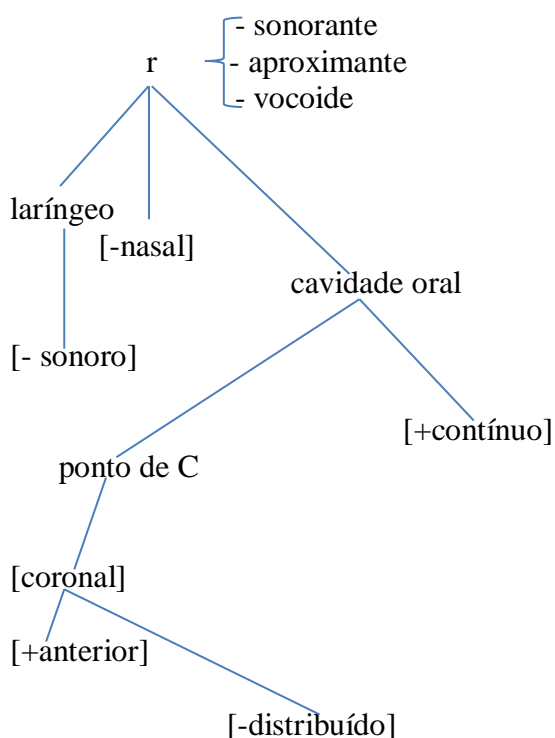 - sonorante
r - aproximante
- vocoide
laríngeo
[-nasal]
cavidade oral
[- sonoro]
[+contínuo]
ponto de C
[coronal]
[+anterior]
[-distribuído]